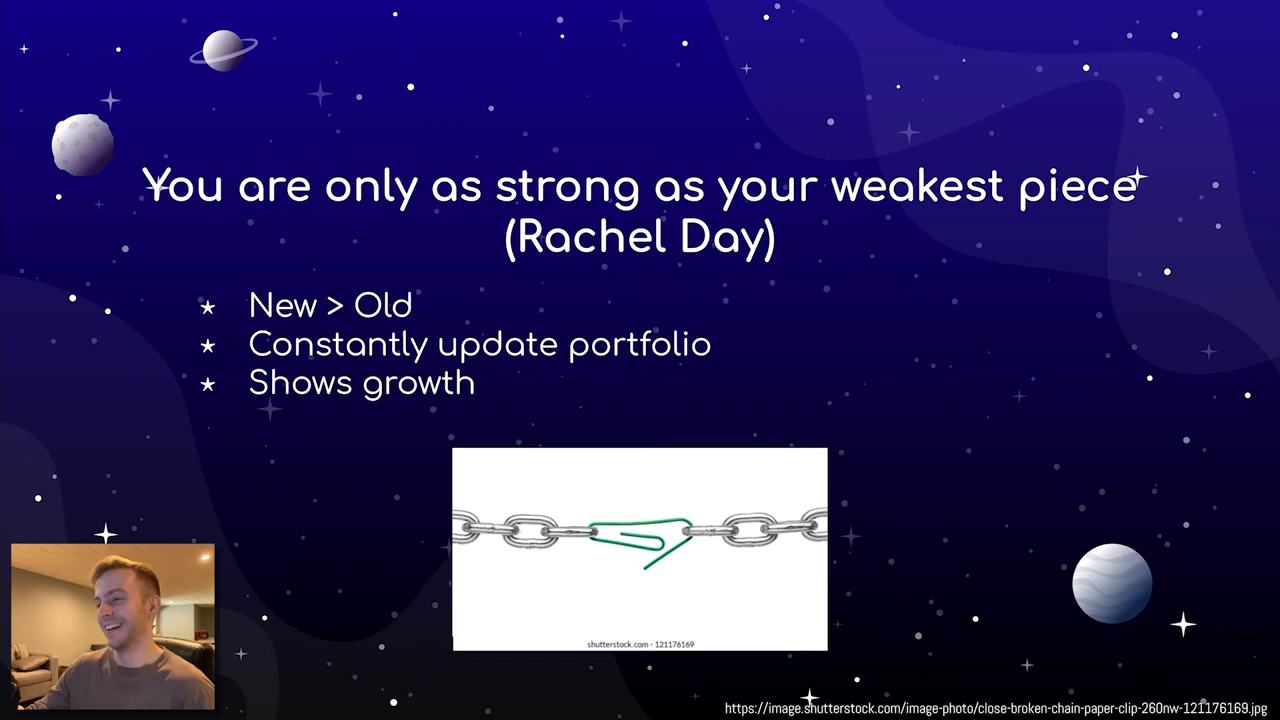 You are only as strong as your weakest piece
(Rachel Day)
★ New > Old
★ Constantly update portfolio
★ Shows growth
shutterstock.com · 121176169
https://image.shutterstock.com/image-photo/close-broken-chain-paper-clip-260nw-121176169.jpg